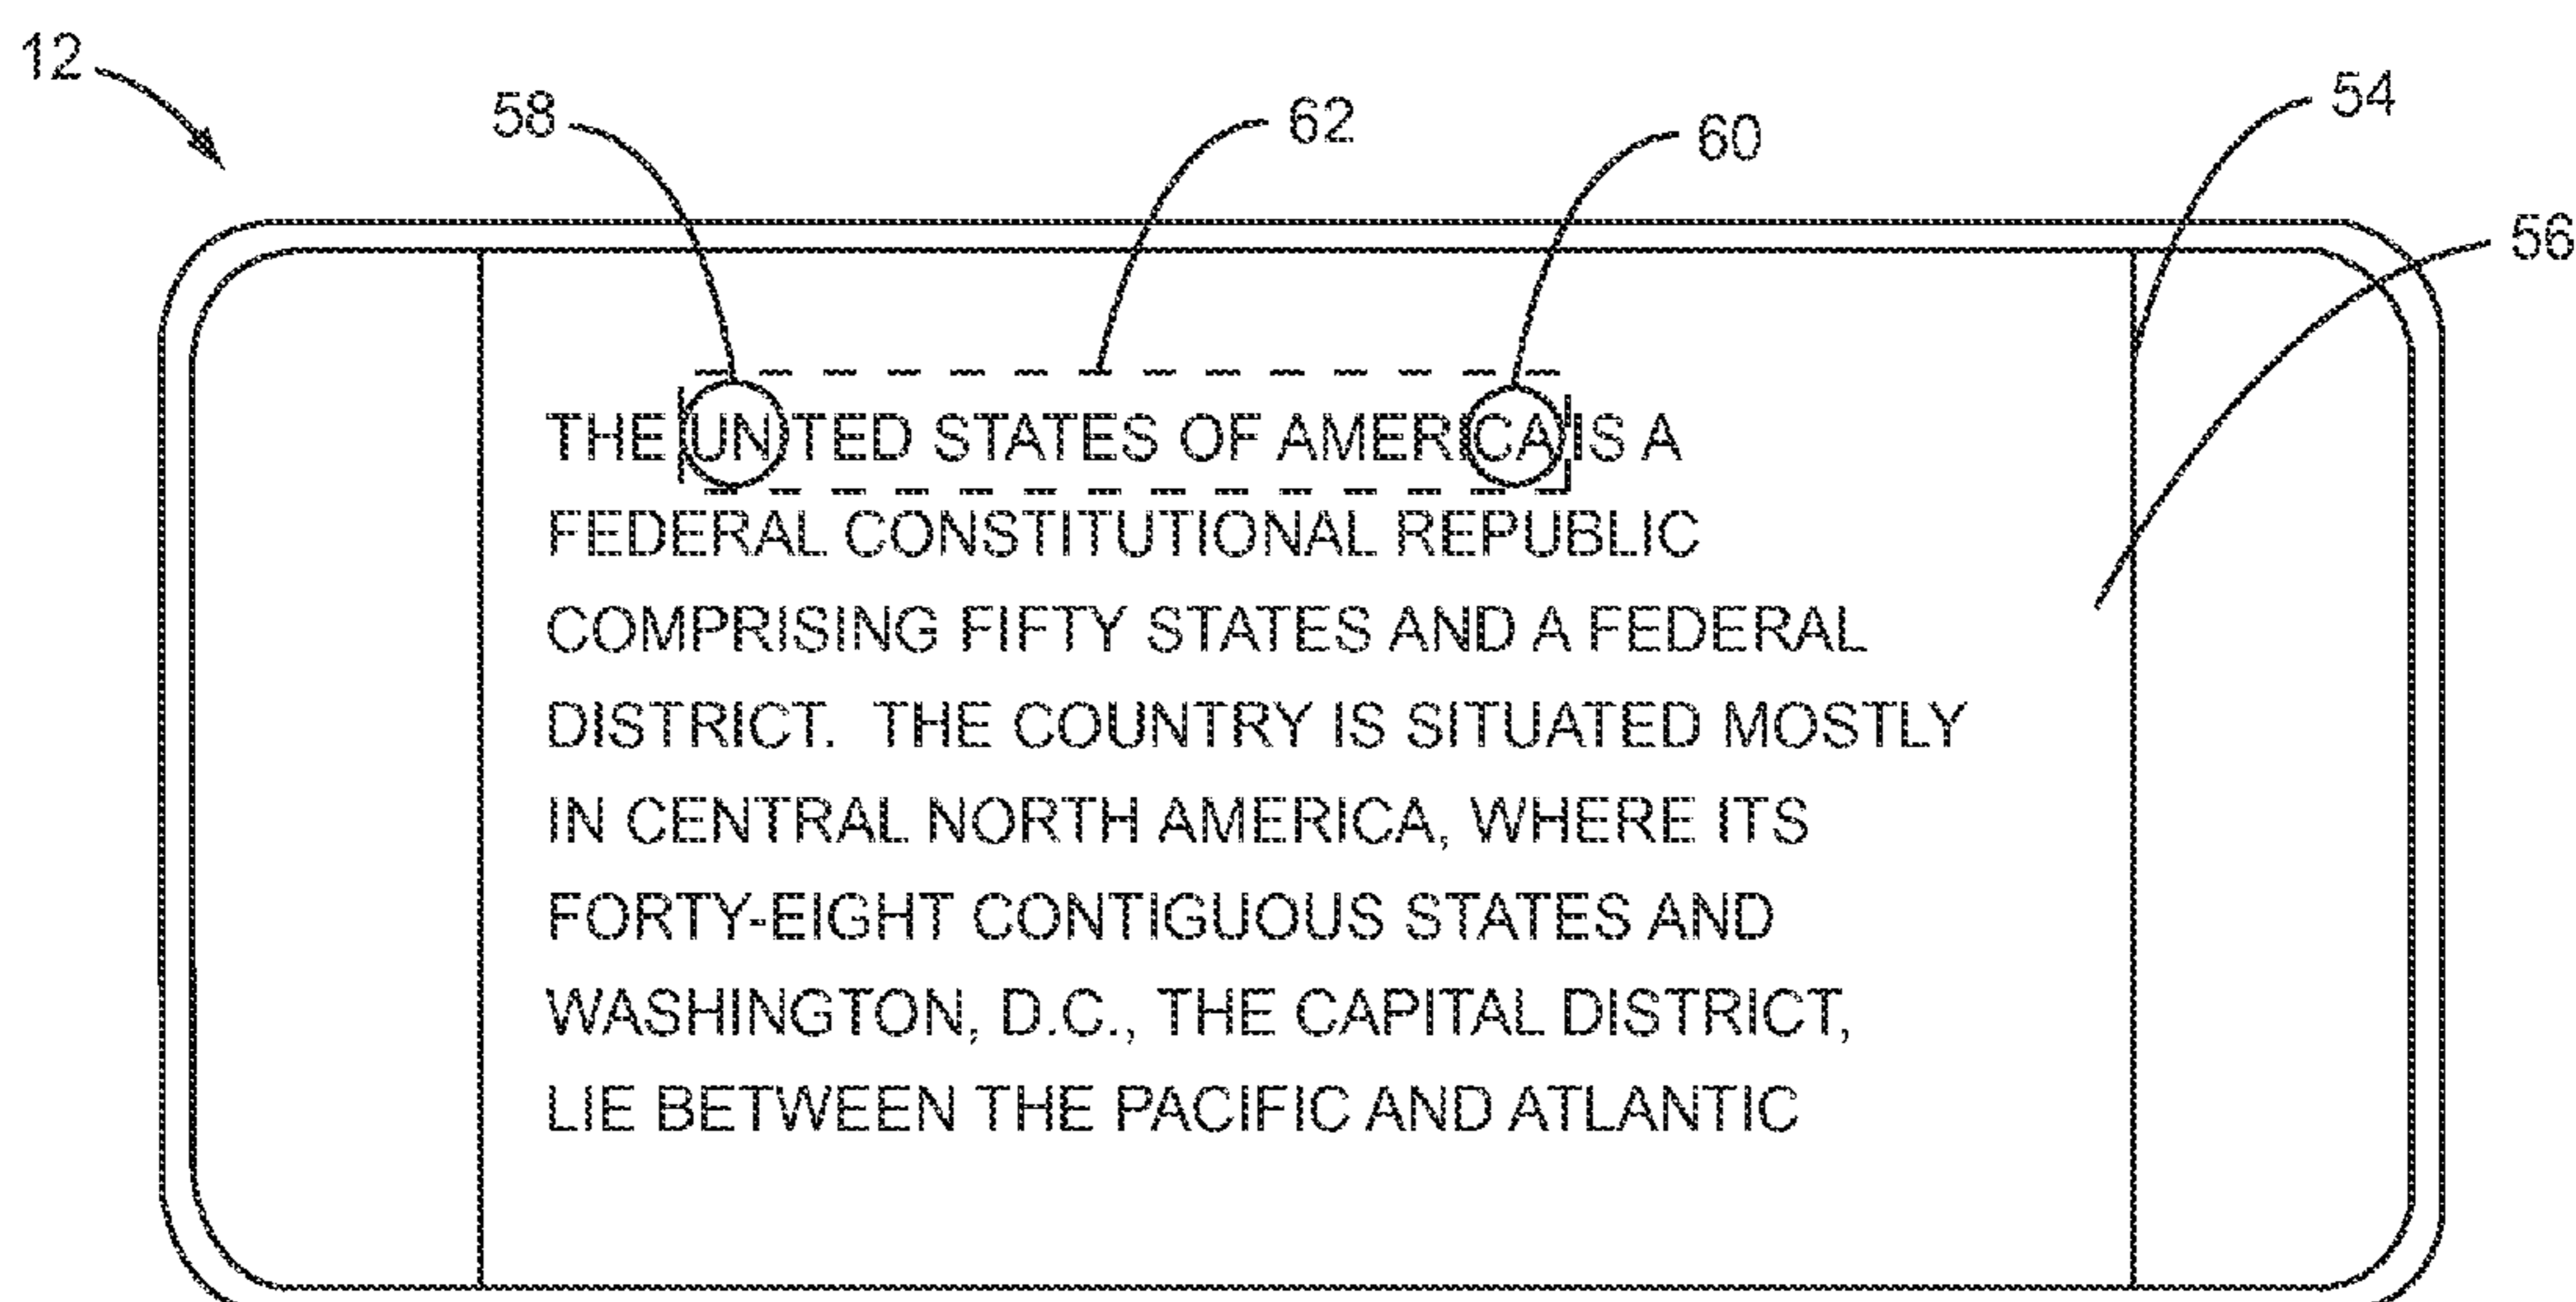 12
58
62
60
54
56
THE UNITED STATES OF AMERICA IS A
FEDERAL CONSTITUTIONAL REPUBLIC
COMPRISING FIFTY STATES AND A FEDERAL
DISTRICT. THE COUNTRY IS SITUATED MOSTLY
IN CENTRAL NORTH AMERICA, WHERE ITS
FORTY-EIGHT CONTIGUOUS STATES AND
WASHINGTON, D.C., THE CAPITAL DISTRICT,
LIE BETWEEN THE PACIFIC AND ATLANTIC